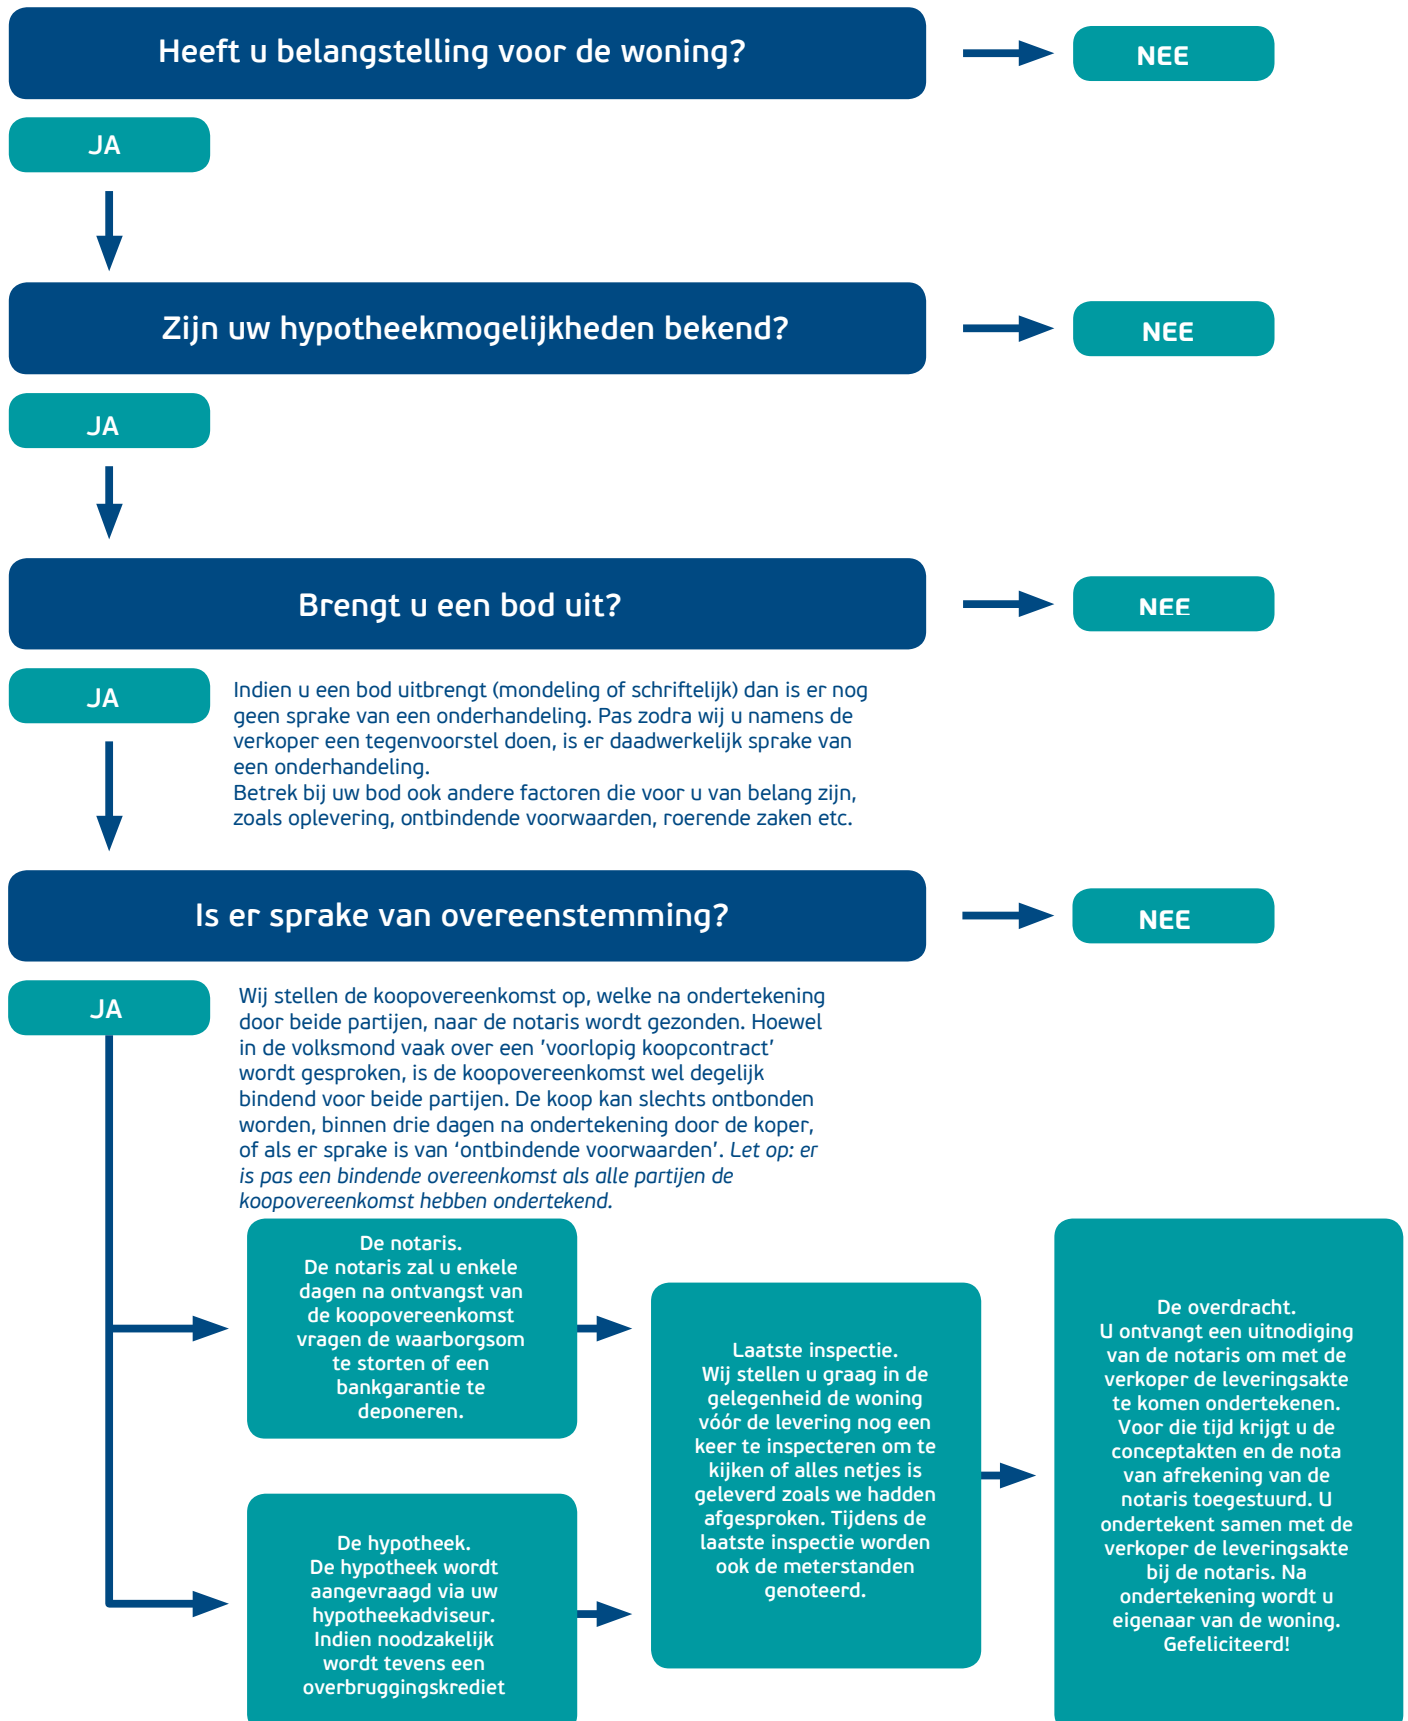 Heeft u belangstelling voor de woning?
NEE
JA
Zijn uw hypotheekmogelijkheden bekend?
NEE
JA
Brengt u een bod uit?
NEE
JA
Indien u een bod uitbrengt (mondeling of schriftelijk) dan is er nog
geen sprake van een onderhandeling. Pas zodra wij u namens de
verkoper een tegenvoorstel doen, is er daadwerkelijk sprake van
een onderhandeling.
Betrek bij uw bod ook andere factoren die voor u van belang zijn,
zoals oplevering, ontbindende voorwaarden, roerende zaken etc.
Is er sprake van overeenstemming?
NEE
JA
Wij stellen de koopovereenkomst op, welke na ondertekening
door beide partijen, naar de notaris wordt gezonden. Hoewel
in de volksmond vaak over een ’voorlopig koopcontract’
wordt gesproken, is de koopovereenkomst wel degelijk
bindend voor beide partijen. De koop kan slechts ontbonden
worden, binnen drie dagen na ondertekening door de koper,
of als er sprake is van ‘ontbindende voorwaarden’. Let op: er
is pas een bindende overeenkomst als alle partijen de
koopovereenkomst hebben ondertekend.
De notaris.
De notaris zal u enkele
dagen na ontvangst van
de koopovereenkomst
vragen de waarborgsom
te storten of een
bankgarantie te
deponeren.
De hypotheek.
De hypotheek wordt
aangevraagd via uw
hypotheekadviseur.
Indien noodzakelijk
wordt tevens een
overbruggingskrediet
Laatste inspectie.
Wij stellen u graag in de
gelegenheid de woning
vóór de levering nog een
keer te inspecteren om te
kijken of alles netjes is
geleverd zoals we hadden
afgesproken. Tijdens de
laatste inspectie worden
ook de meterstanden
genoteerd.
De overdracht.
U ontvangt een uitnodiging
van de notaris om met de
verkoper de leveringsakte
te komen ondertekenen.
Voor die tijd krijgt u de
conceptakten en de nota
van afrekening van de
notaris toegestuurd. U
ondertekent samen met de
verkoper de leveringsakte
bij de notaris. Na
ondertekening wordt u
eigenaar van de woning.
Gefeliciteerd!